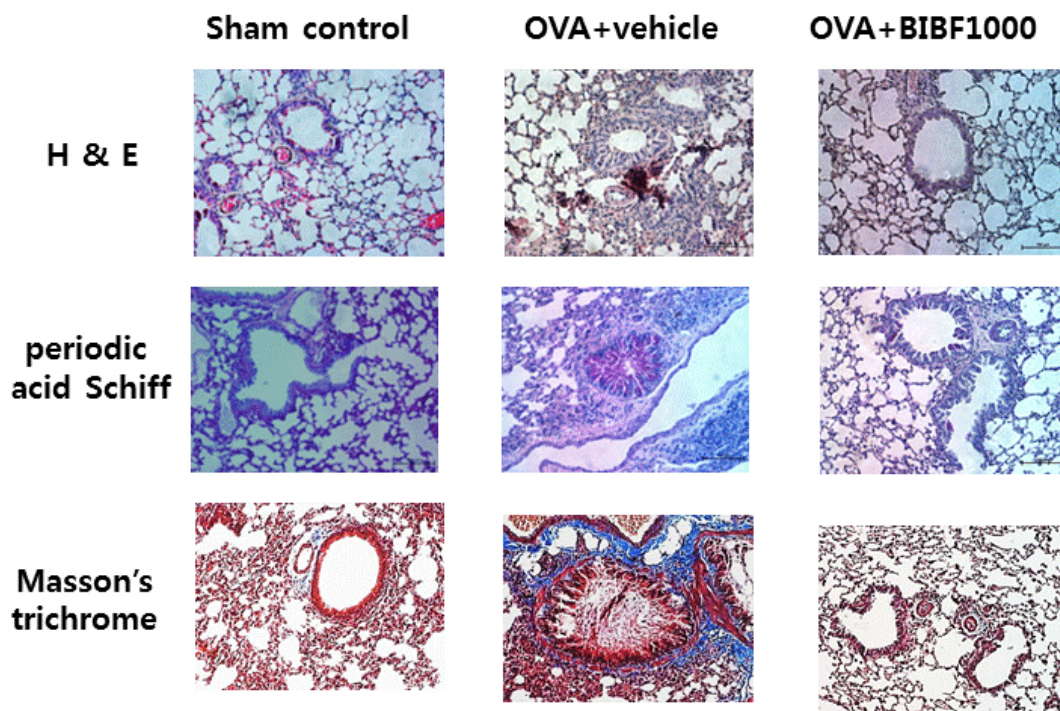 Sham control OVA+vehicle OVA+BIBF1000
H & E
periodic
acid Schiff
Masson's
trichrome